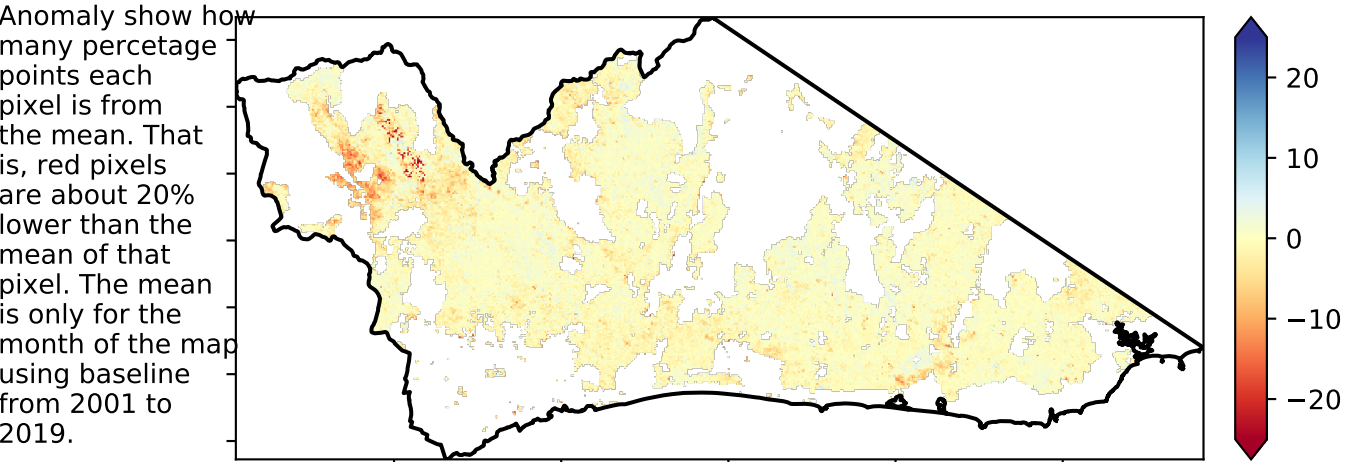 Anomaly show how
many percetage
points each
pixel is from
the mean. That
is, red pixels
are about 20%
lower than the
mean of that
pixel. The mean
is only for the
month of the map
using baseline
from 2001 to
2019.
20
10
0
−10
−20